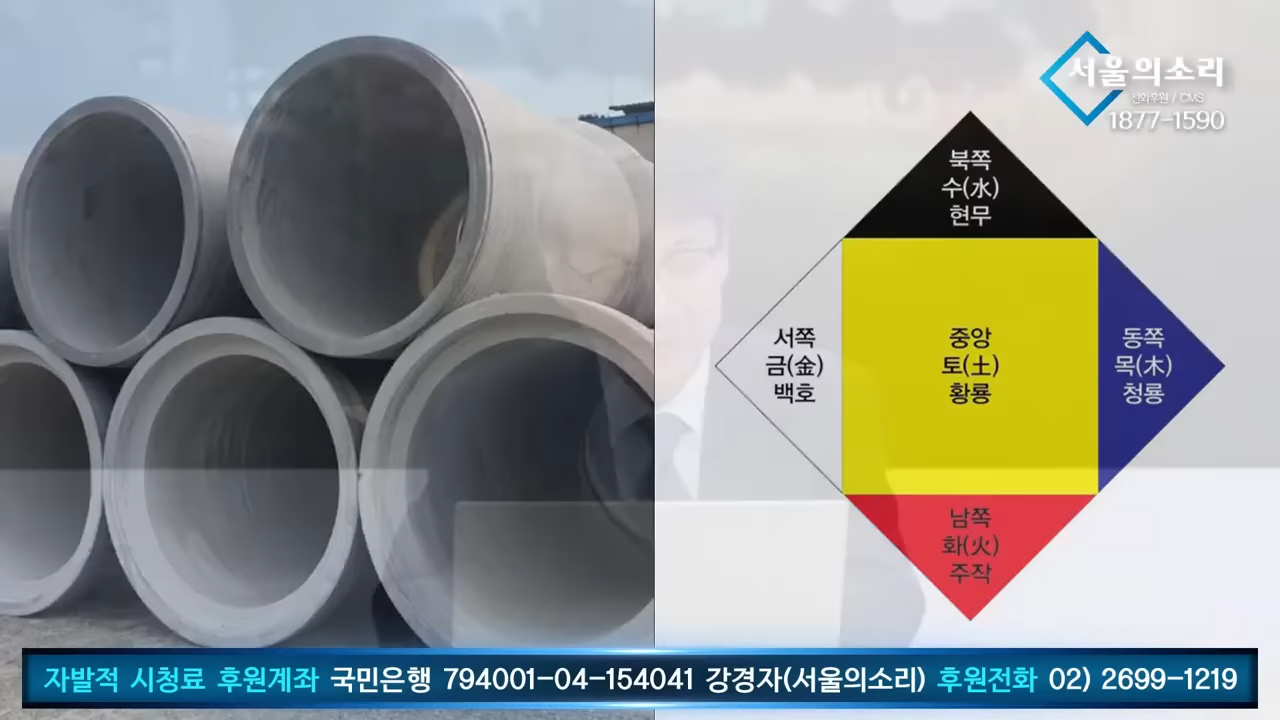 서울의소리
전화후원 / CMS
1877-1590
북쪽
수(水)
현무
서쪽
금(金)
백호
중앙
토(土)
황룡
동쪽
목(木)
청룡
남쪽
화(火)
주작
자발적 시청료 후원계좌 국민은행 794001-04-154041 강경자(서울의소리) 후원전화 02) 2699-1219